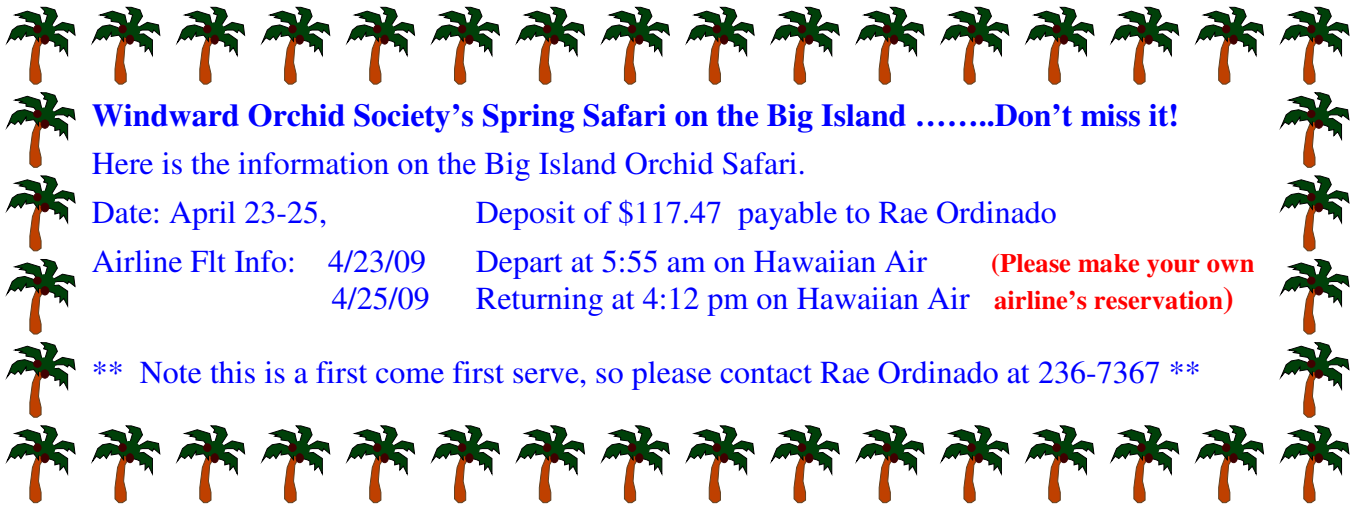 Windward Orchid Society's Spring Safari on the Big Island ……..Don't miss it!
Here is the information on the Big Island Orchid Safari.
Date: April 23-25, Deposit of $117.47 payable to Rae Ordinado
Airline Flt Info: 4/23/09 Depart at 5:55 am on Hawaiian Air (Please make your own
4/25/09 Returning at 4:12 pm on Hawaiian Air airline's reservation)
** Note this is a first come first serve, so please contact Rae Ordinado at 236-7367 **